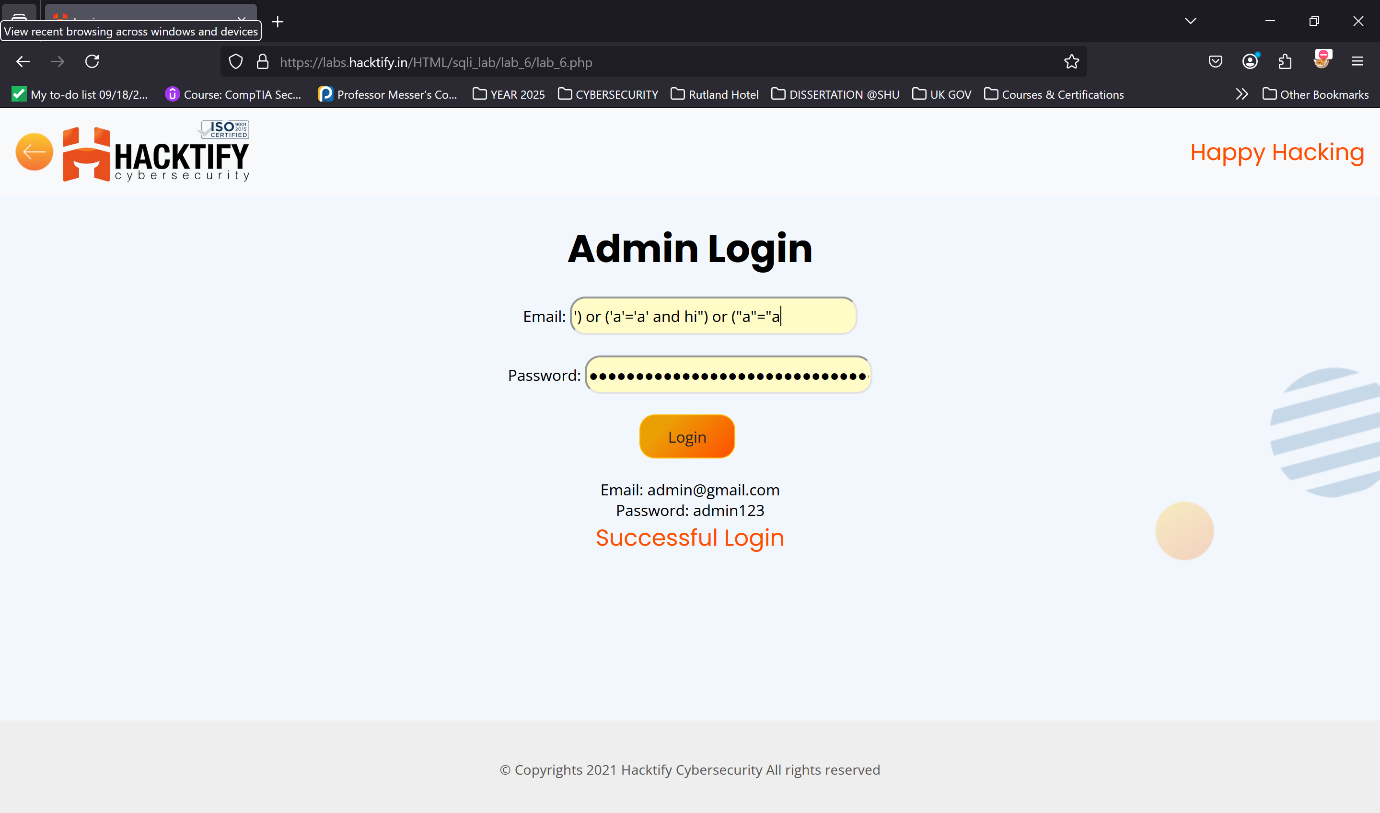 View recent browsing across windows and devices
https://labs.hacktify.in/HTML/sqli_lab/lab_6/lab_6.php
My to-do list 09/18/2... Course: CompTIA Sec... Professor Messer's Co... YEAR 2025 CYBERSECURITY Rutland Hotel DISSERTATION @SHU UK GOV Courses & Certifications Other Bookmarks
ISO 9001 2015
CERTIFIED
HACKTIFY
cybersecurity
Happy Hacking
Admin Login
Email: ') or ('a'='a' and hi") or ("a"="a
Password: ••••••••••••••••••••••••••••••
Login
Email: admin@gmail.com
Password: admin123
Successful Login
© Copyrights 2021 Hacktify Cybersecurity All rights reserved